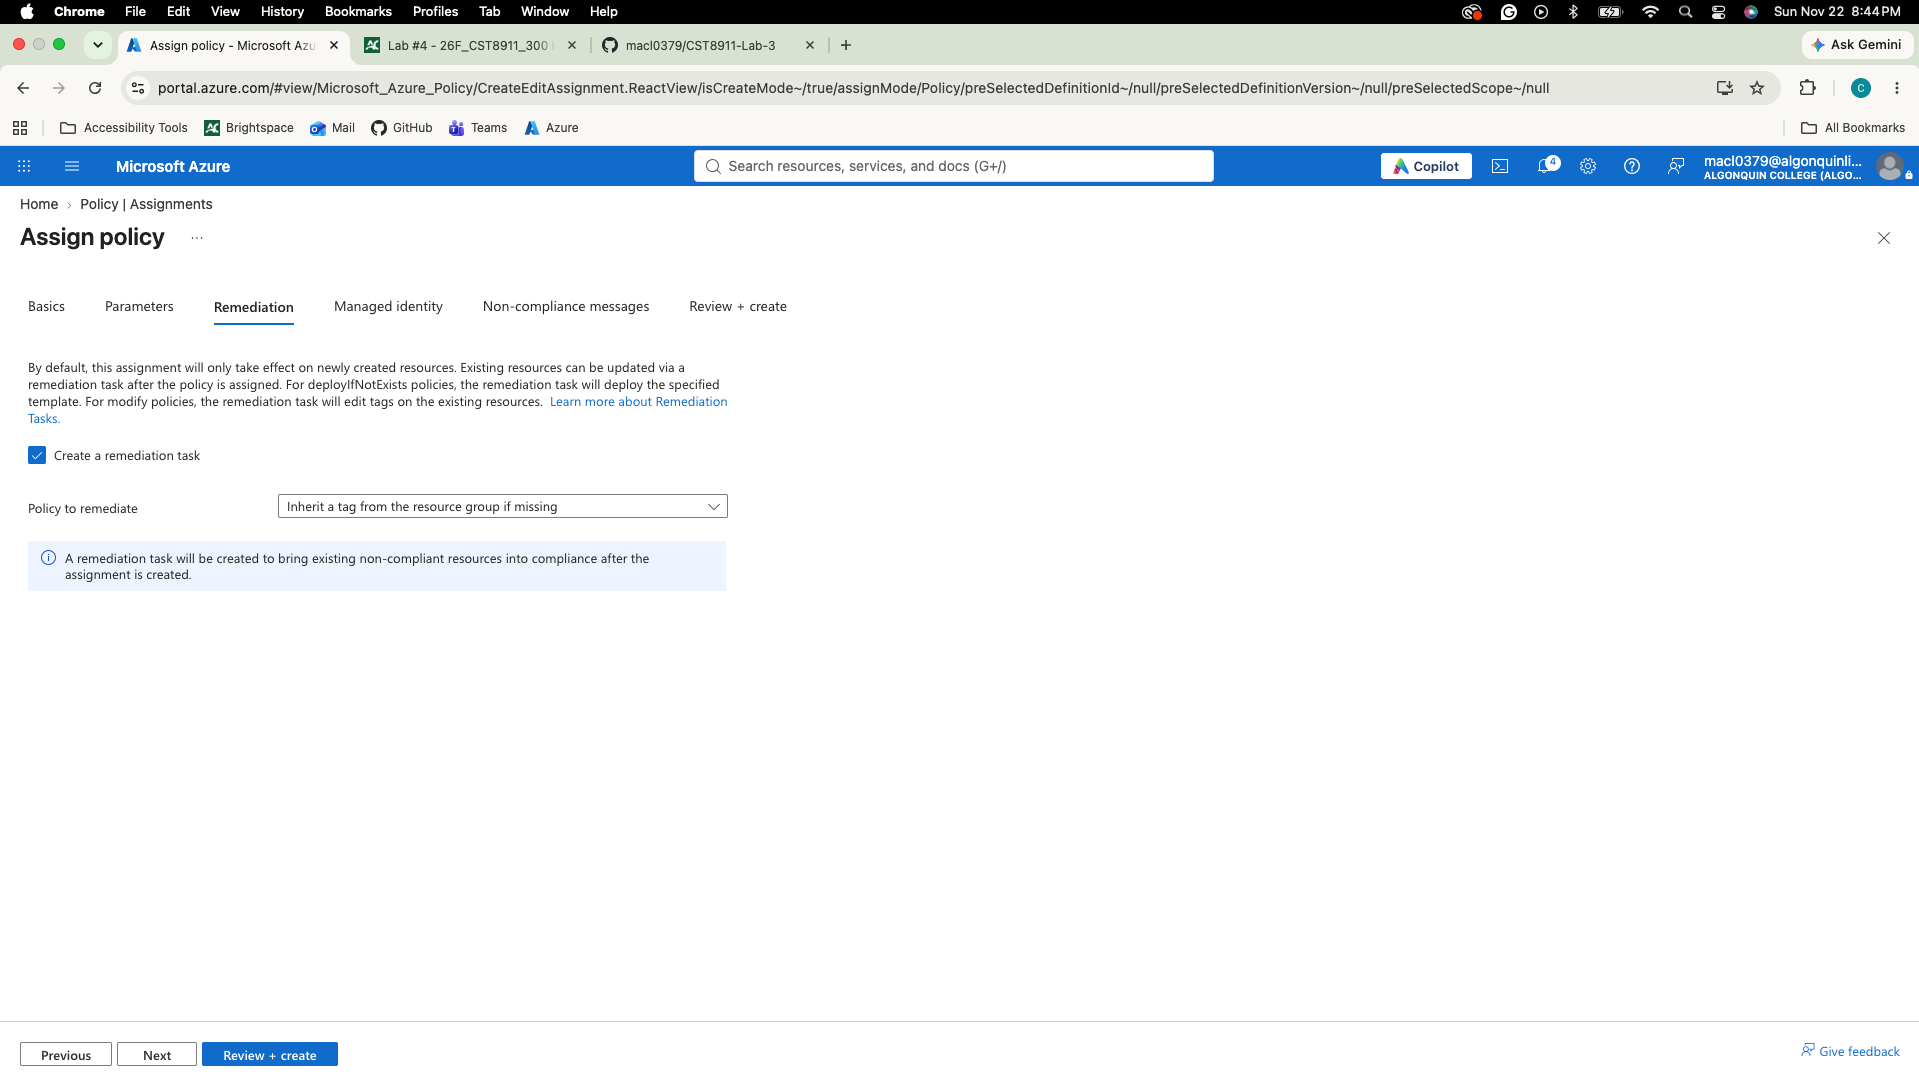 Chrome File Edit View History Bookmarks Profiles Tab Window Help Sun Nov 22 8:44 PM
Assign policy - Microsoft Azu Lab #4 - 26F_CST8911_300 macl0379/CST8911-Lab-3 Ask Gemini
portal.azure.com/#view/Microsoft_Azure_Policy/CreateEditAssignment.ReactView/isCreateMode~/true/assignMode/Policy/preSelectedDefinitionId~/null/preSelectedDefinitionVersion~/null/preSelectedScope~/null C
Accessibility Tools Brightspace Mail GitHub Teams Azure All Bookmarks
Microsoft Azure Search resources, services, and docs (G+/) Copilot 4 macl0379@algonquinli...
ALGONQUIN COLLEGE (ALGO...
Home > Policy | Assignments
Assign policy ...
Basics Parameters Remediation Managed identity Non-compliance messages Review + create
By default, this assignment will only take effect on newly created resources. Existing resources can be updated via a
remediation task after the policy is assigned. For deployIfNotExists policies, the remediation task will deploy the specified
template. For modify policies, the remediation task will edit tags on the existing resources. Learn more about Remediation
Tasks.
Create a remediation task
Policy to remediate Inherit a tag from the resource group if missing
A remediation task will be created to bring existing non-compliant resources into compliance after the
assignment is created.
Previous Next Review + create Give feedback